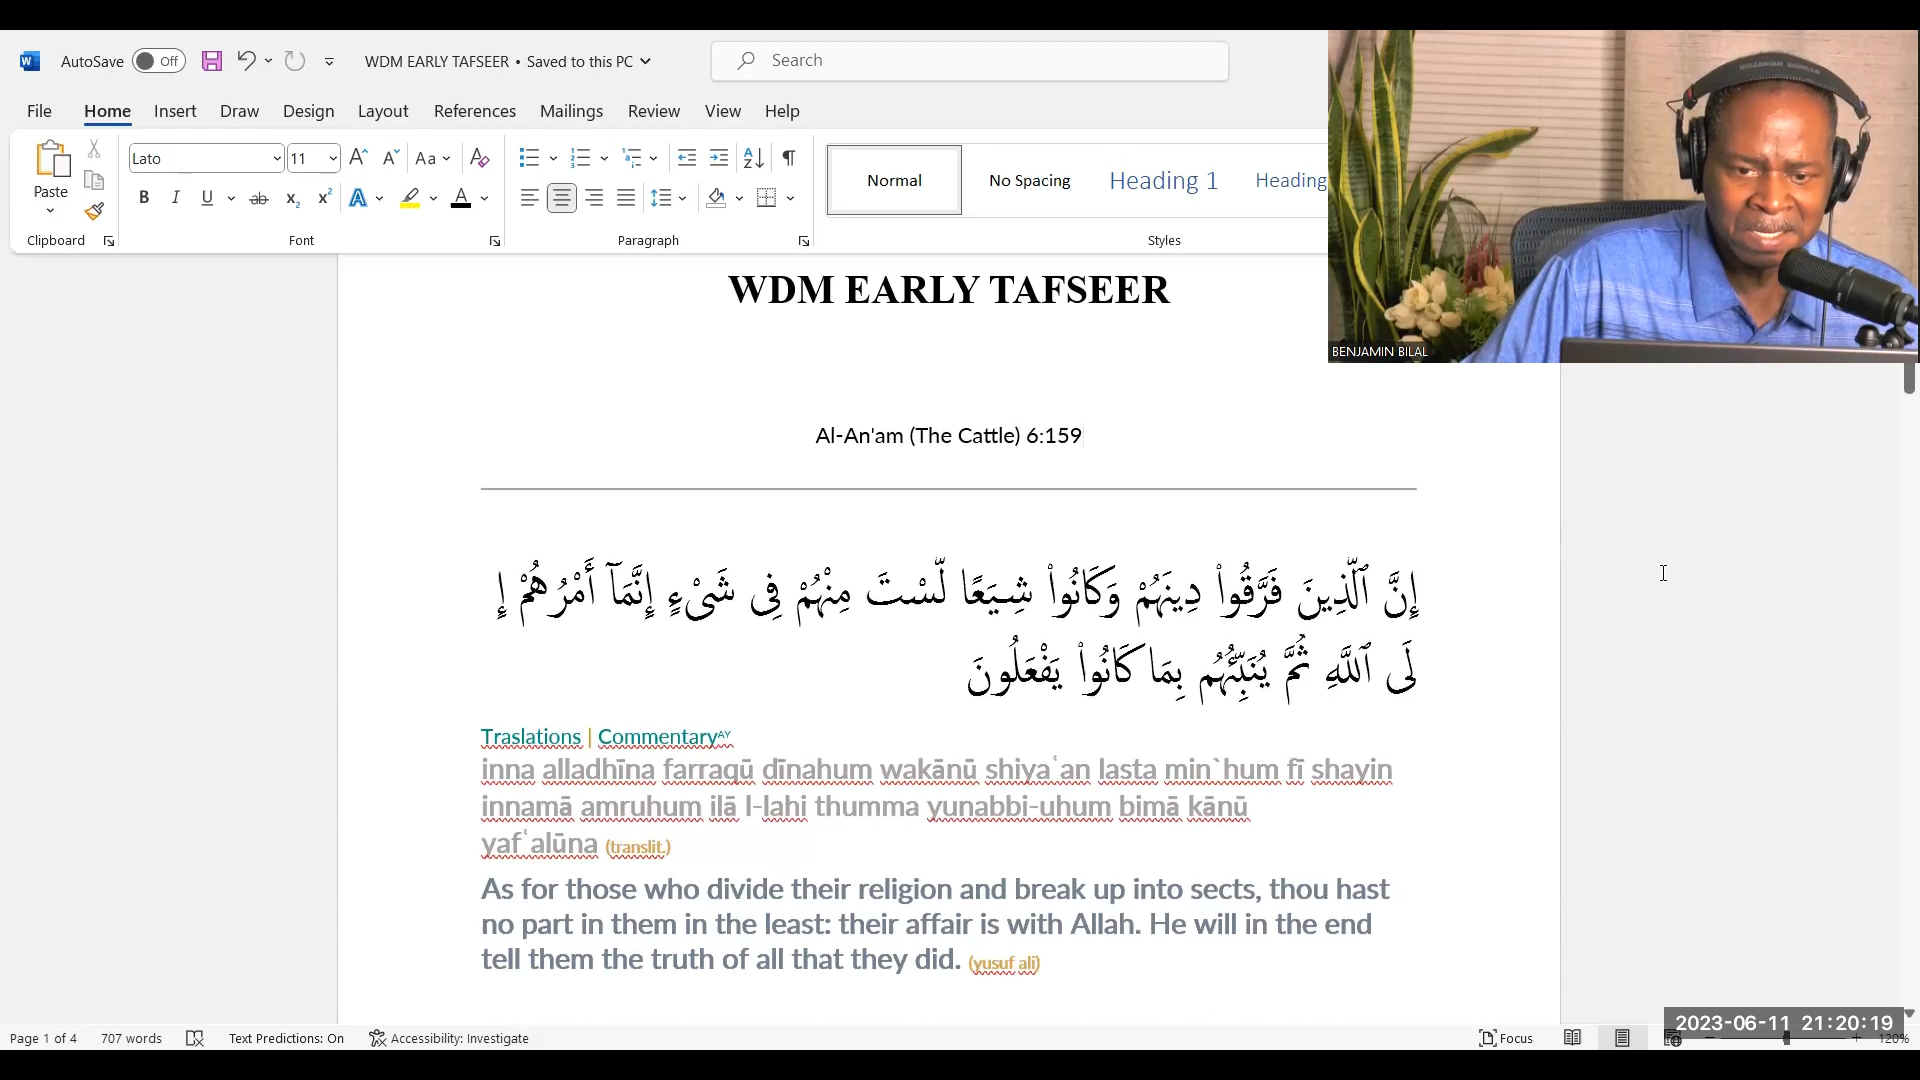 AutoSave Off WDM EARLY TAFSEER • Saved to this PC Search
File Home Insert Draw Design Layout References Mailings Review View Help
Paste Lato 11 Aa
Normal No Spacing Heading 1 Heading
B I U ab x₂ x² A A
Clipboard Font Paragraph Styles
BENJAMIN BILAL
WDM EARLY TAFSEER
Al-An'am (The Cattle) 6:159
إِنَّ ٱلَّذِينَ فَرَّقُوا۟ دِينَهُمْ وَكَانُوا۟ شِيَعًا لَّسْتَ مِنْهُمْ فِى شَىْءٍ إِنَّمَآ أَمْرُهُمْ إِ
لَى ٱللَّهِ ثُمَّ يُنَبِّئُهُم بِمَا كَانُوا۟ يَفْعَلُونَ
Traslations | Commentaryᴬʸ
inna alladhīna farraqū dīnahum wakānū shiyaʿan lasta min`hum fī shayin
innamā amruhum ilā l-lahi thumma yunabbi-uhum bimā kānū
yafʿalūna (translit.)
As for those who divide their religion and break up into sects, thou hast
no part in them in the least: their affair is with Allah. He will in the end
tell them the truth of all that they did. (yusuf ali)
2023-06-11 21:20:19
Page 1 of 4 707 words Text Predictions: On Accessibility: Investigate Focus 120%